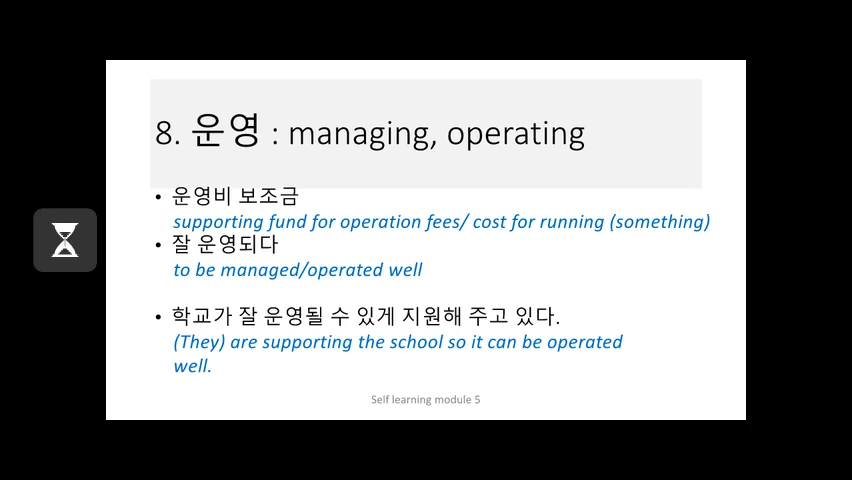 8. 운영 : managing, operating
• 운영비 보조금
supporting fund for operation fees/ cost for running (something)
• 잘 운영되다
to be managed/operated well
• 학교가 잘 운영될 수 있게 지원해 주고 있다.
(They) are supporting the school so it can be operated
well.
Self learning module 5